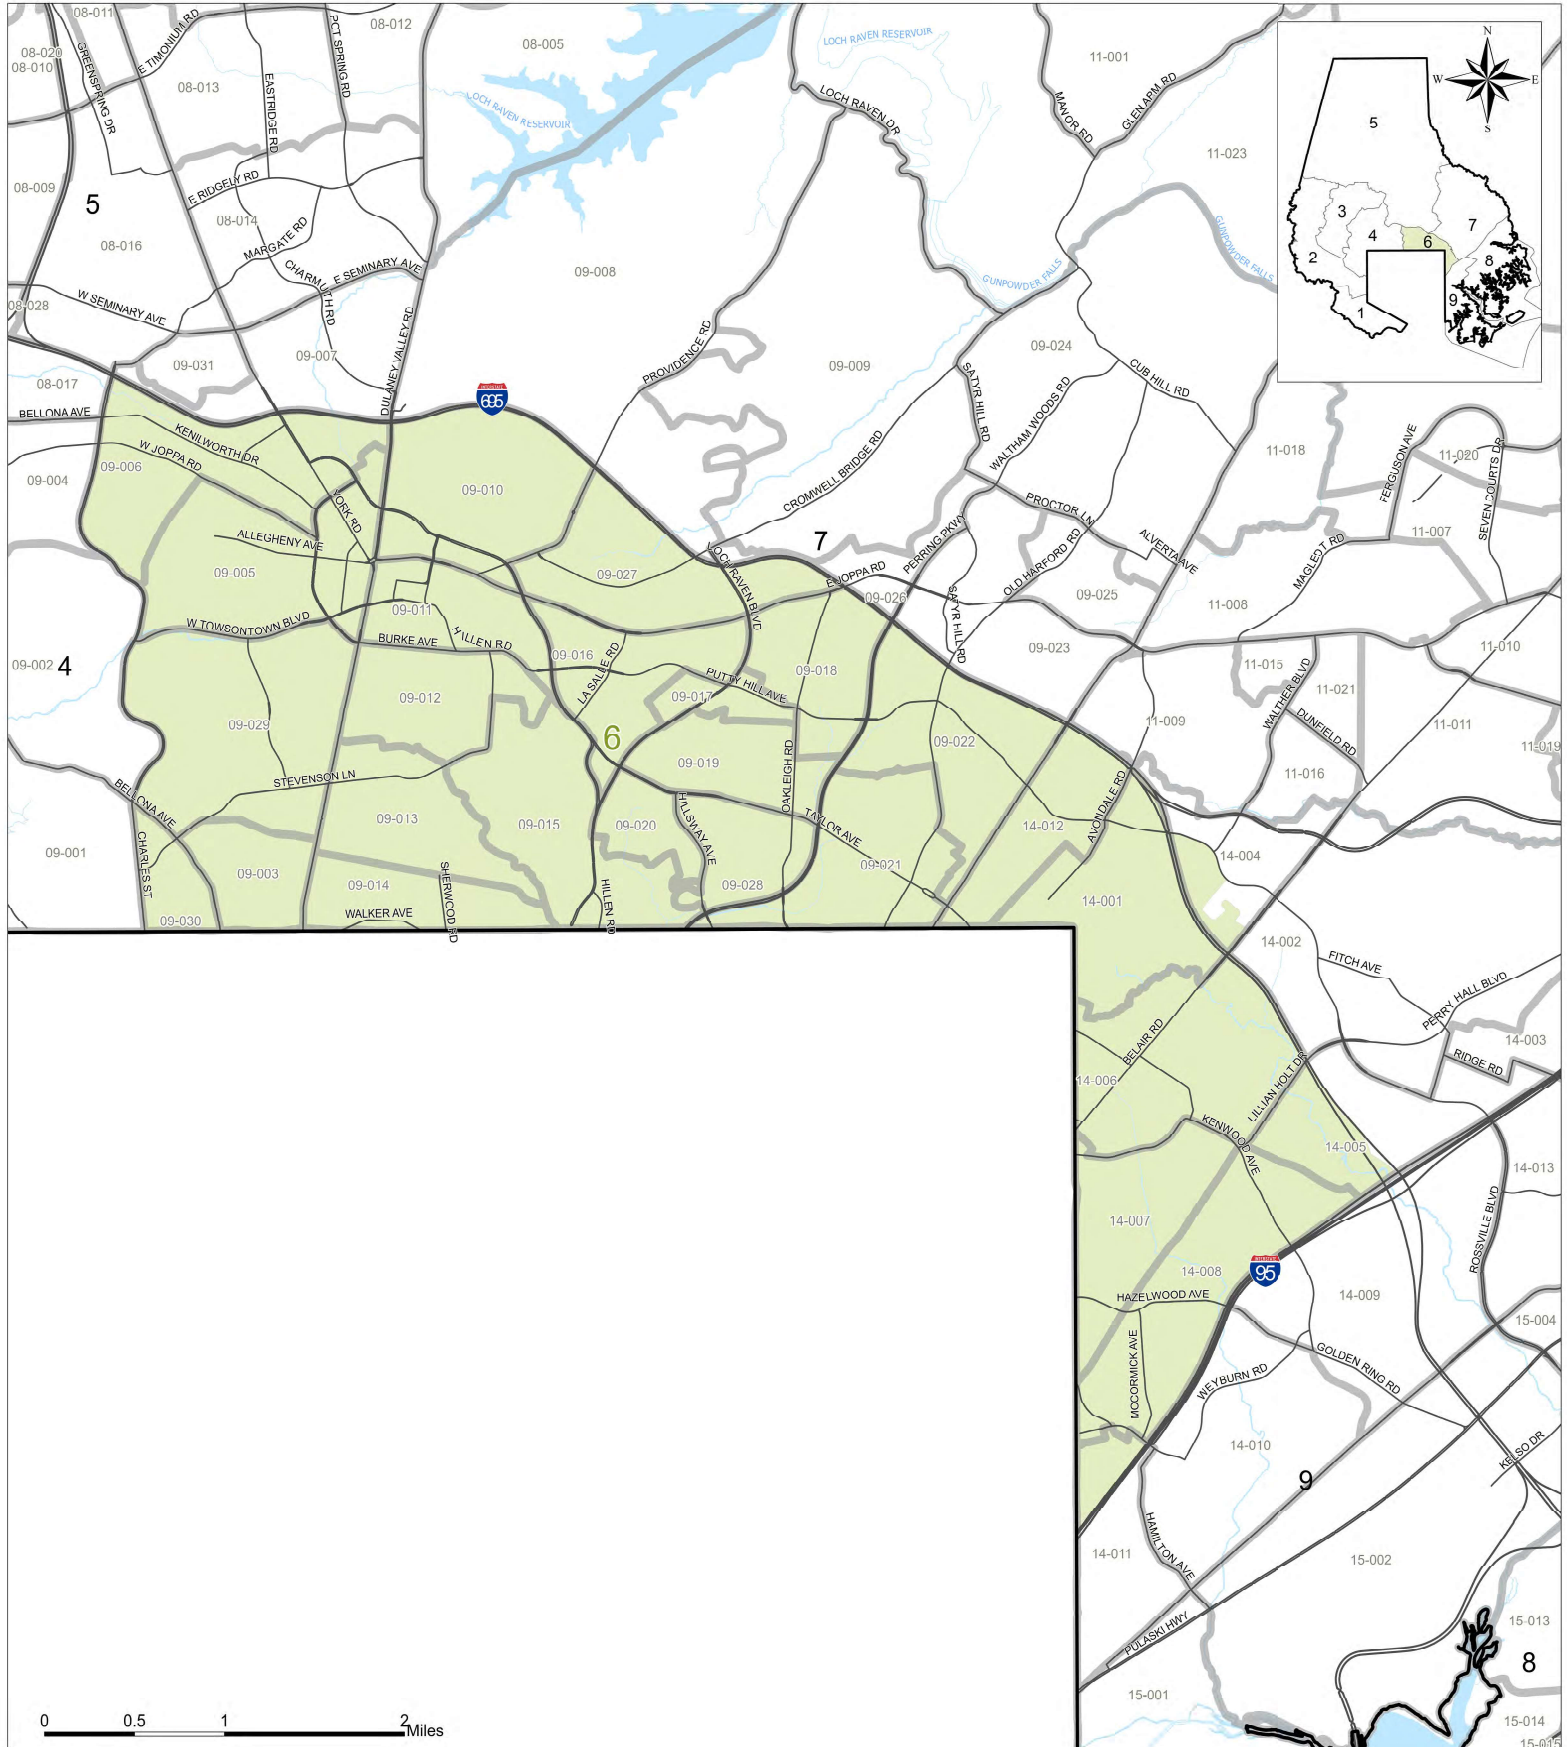 08-011
E TIMONIUM RD
PCT SPRING RD
08-012
08-005
LOCH RAVEN RESERVOIR
11-001
08-020
08-010
GREENSPRING DR
08-013
EASTRIDGE RD
LOCH RAVEN RESERVOIR
LOCH RAVEN DR
MANOR RD
GLEN ARM RD
11-023
N
W
E
S
5
3
4
6
7
2
8
9
1
08-009
5
E RIDGELY RD
08-014
08-016
MARGATE RD
CHARMUTH RD
E SEMINARY AVE
09-008
GUNPOWDER FALLS
GUNPOWDER FALLS
08-028
W SEMINARY AVE
09-031
09-007
DULANEY VALLEY RD
PROVIDENCE RD
09-009
09-024
SATYR HILL RD
CUB HILL RD
WALTHAM WOODS RD
08-017
BELLONA AVE
INTERSTATE
695
KENILWORTH DR
W JOPPA RD
09-006
09-004
09-010
YORK RD
CROMWELL BRIDGE RD
11-018
FERGUSON AVE
11-020
SEVEN COURTS DR
11-007
PROCTOR LN
ALLEGHENY AVE
7
PERRING PKWY
OLD HARFORD RD
ALVERTA AVE
MAGLEDT RD
09-005
09-027
LOCH RAVEN BLVD
E JOPPA RD
09-026
SATYR HILL RD
09-025
11-008
W TOWSONTOWN BLVD
09-011
BURKE AVE
HILLEN RD
09-002
4
09-016
LA SALLE RD
09-018
09-023
11-010
11-015
PUTTY HILL AVE
09-017
09-012
09-029
6
WALTHER BLVD
11-021
11-009
DUNFIELD RD
11-011
11-019
09-022
09-019
OAKLEIGH RD
STEVENSON LN
11-016
BELLONA AVE
AVONDALE RD
09-013
09-015
09-020
HILLSWAY AVE
TAYLOR AVE
14-012
09-001
CHARLES ST
09-003
09-014
SHERWOOD RD
09-028
09-021
14-004
14-001
WALKER AVE
HILLEN RD
09-030
14-002
FITCH AVE
PERRY HALL BLVD
14-003
BELAIR RD
RIDGE RD
14-006
LILLIAN HOLT DR
KENWOOD AVE
14-005
14-013
14-007
ROSSVILLE BLVD
14-008
INTERSTATE
95
HAZELWOOD AVE
14-009
15-004
MCCORMICK AVE
GOLDEN RING RD
WEYBURN RD
14-010
KELSO DR
9
HAMILTON AVE
14-011
15-002
15-013
PULASKI HWY
8
15-001
15-014
15-015
0
0.5
1
2
Miles